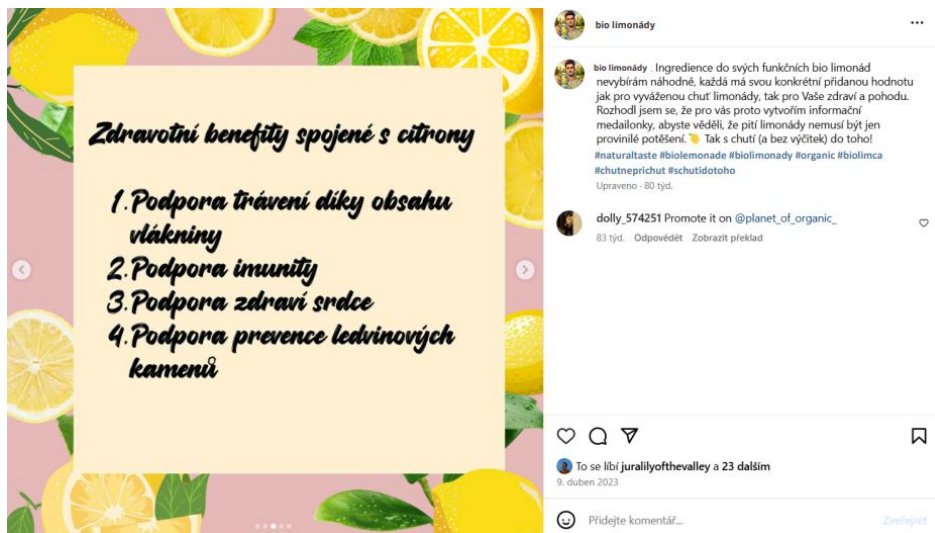 Zdravotní benefity spojené s citrony
1. Podpora trávení díky obsahu
vlákniny
2. Podpora imunity
3. Podpora zdraví srdce
4. Podpora prevence ledvinových
kamenů
bio limonády
bio limonády . Ingredience do svých funkčních bio limonád
nevybírám náhodně, každá má svou konkrétní přidanou hodnotu
jak pro vyváženou chuť limonády, tak pro Vaše zdraví a pohodu.
Rozhodl jsem se, že pro vás proto vytvořím informační
medailonky, abyste věděli, že pití limonády nemusí být jen
provinilé potěšení. 🍋 Tak s chutí (a bez výčitek) do toho!
#naturaltaste #biolemonade #biolimonady #organic #biolimca
#chutneprichut #schutidotoho
Upraveno · 80 týd.
dolly_574251 Promote it on @planet_of_organic_
83 týd. Odpovědět Zobrazit překlad
To se líbí juralilyofthevalley a 23 dalším
9. duben 2023
Přidejte komentář...
Zveřejnit